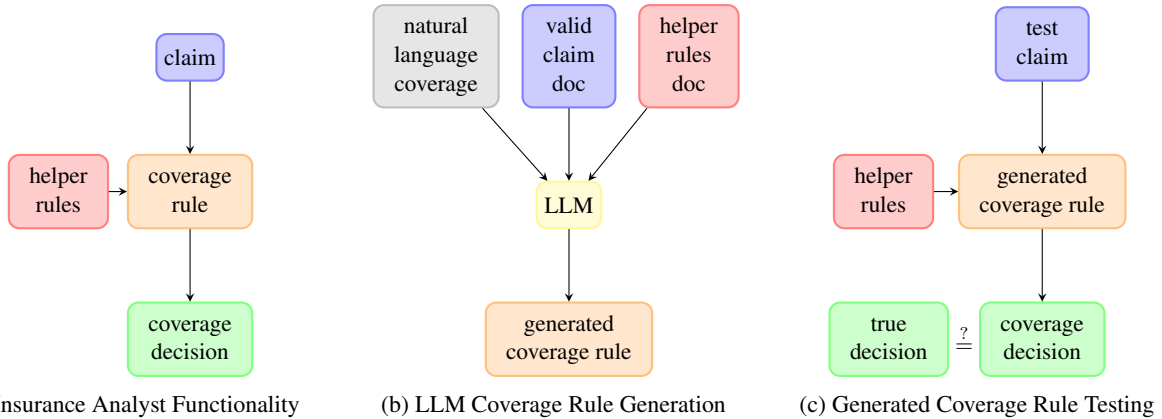 claim
helper
rules
coverage
rule
coverage
decision
nsurance Analyst Functionality
natural
language
coverage
valid
claim
doc
helper
rules
doc
LLM
generated
coverage rule
(b) LLM Coverage Rule Generation
test
claim
helper
rules
generated
coverage rule
true
decision
?
=
coverage
decision
(c) Generated Coverage Rule Testing